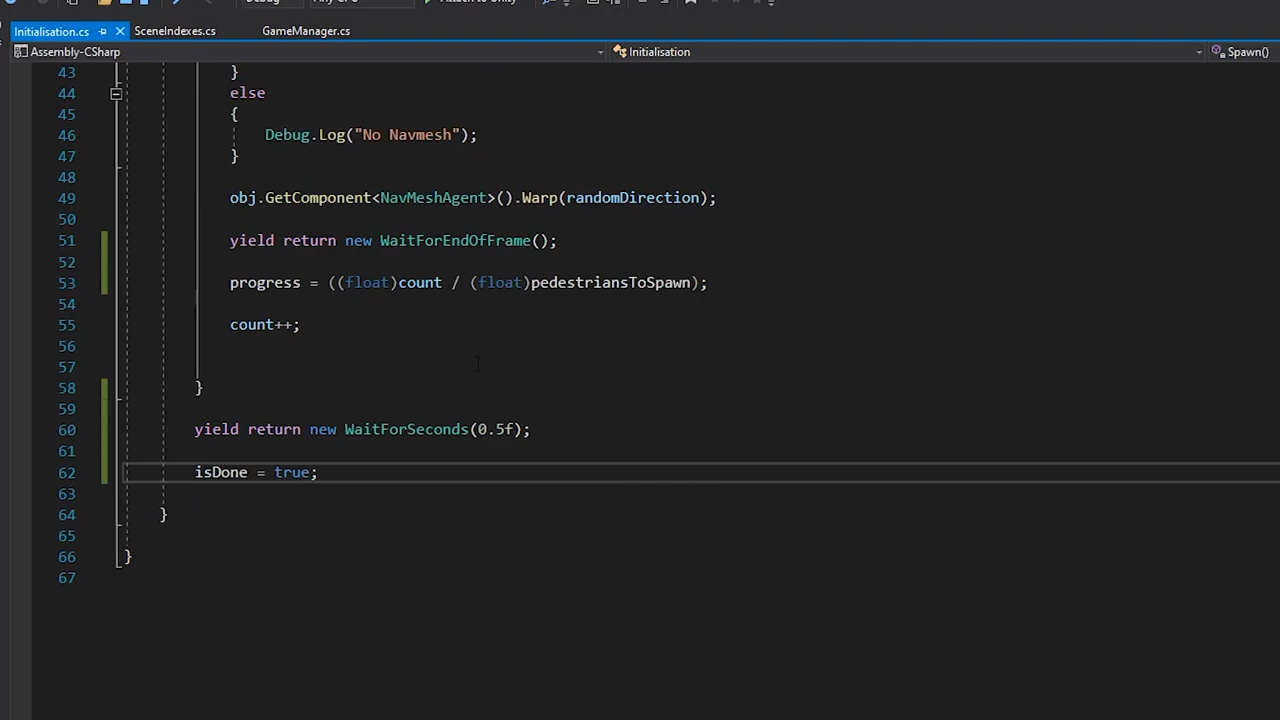 Initialisation.cs
SceneIndexes.cs
GameManager.cs
Assembly-CSharp
Initialisation
Spawn()
43 }
44 else
45 {
46 Debug.Log("No Navmesh");
47 }
48
49 obj.GetComponent<NavMeshAgent>().Warp(randomDirection);
50
51 yield return new WaitForEndOfFrame();
52
53 progress = ((float)count / (float)pedestriansToSpawn);
54
55 count++;
56
57
58 }
59
60 yield return new WaitForSeconds(0.5f);
61
62 isDone = true;
63
64 }
65
66 }
67